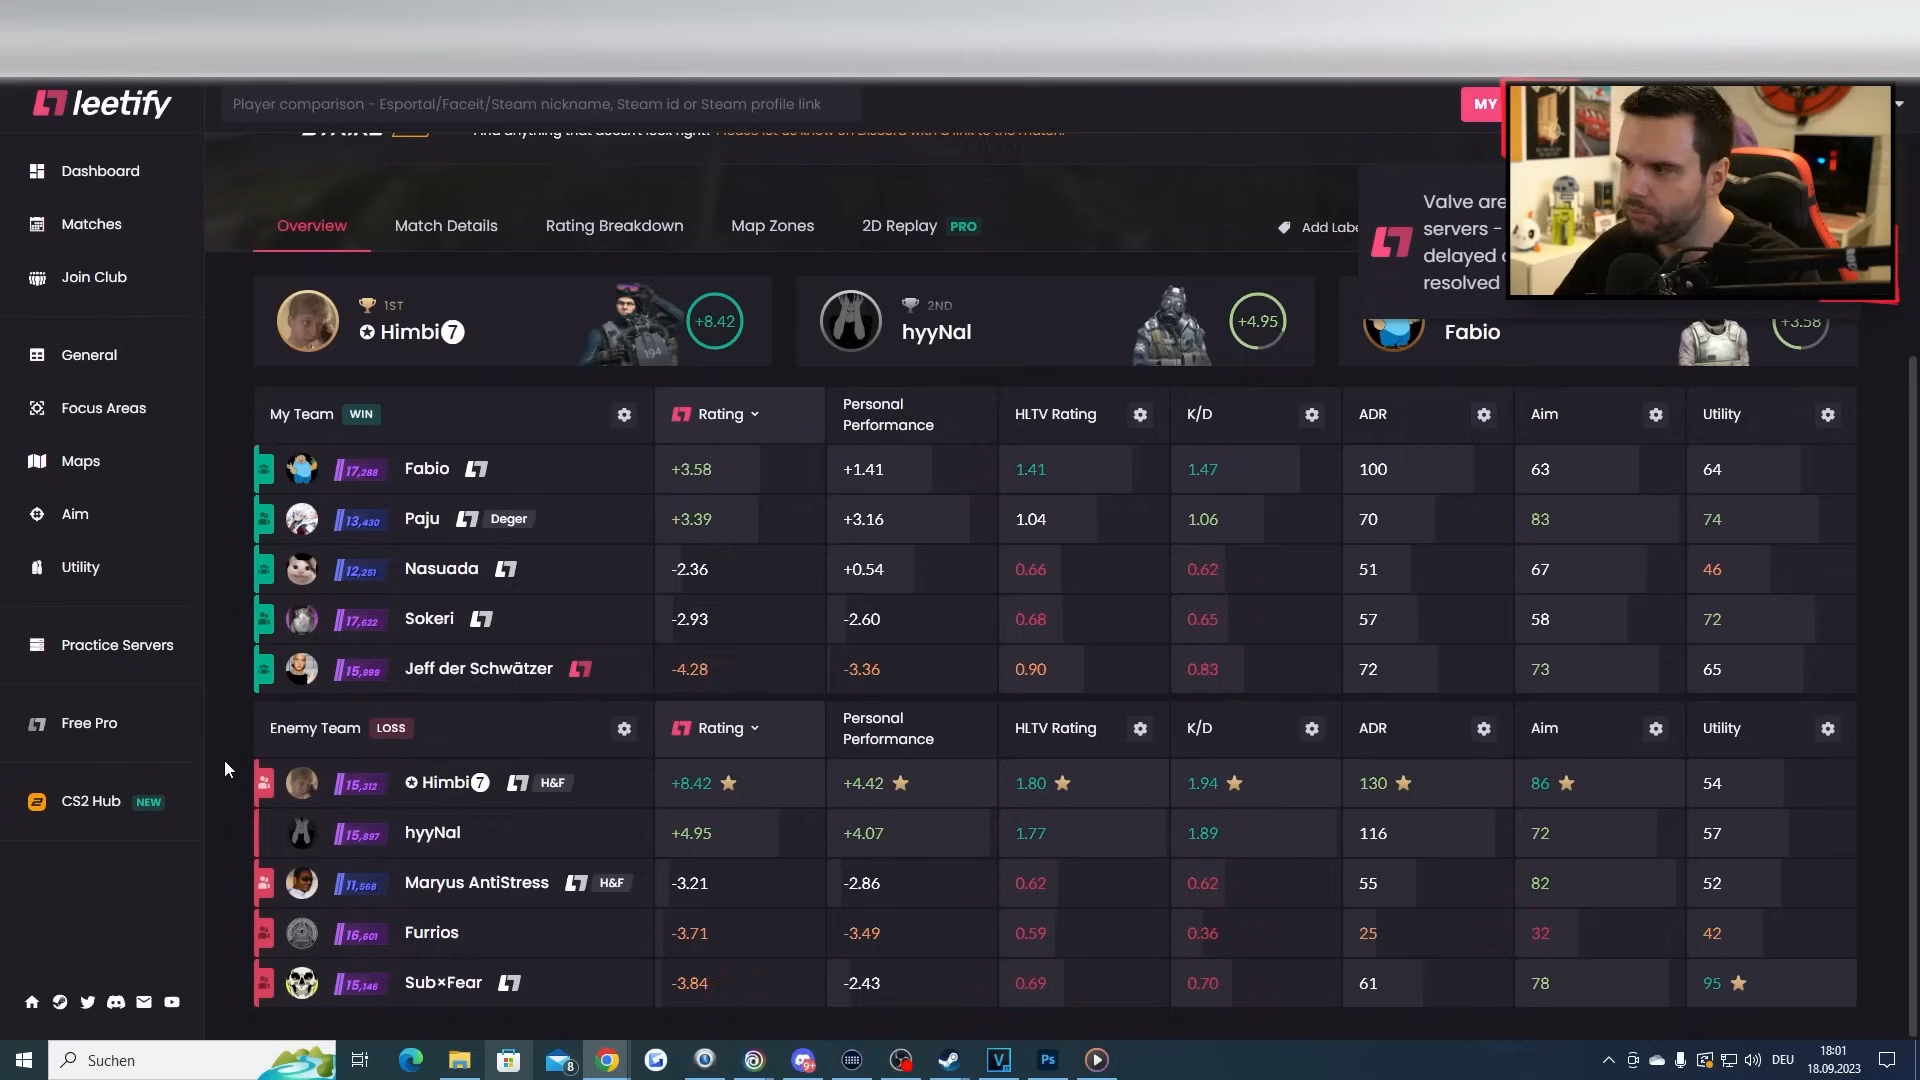 leetify
Player comparison - Esportal/Faceit/Steam nickname, Steam id or Steam profile link
MY
Dashboard
Matches
Join Club
General
Focus Areas
Maps
Aim
Utility
Practice Servers
Free Pro
CS2 Hub NEW
Overview
Match Details
Rating Breakdown
Map Zones
2D Replay PRO
Add Labe
Valve are
servers -
delayed
resolved
1ST
Himbi 7
194
+8.42
2ND
hyyNal
+4.95
Fabio
+3.58
My Team WIN Rating Personal Performance HLTV Rating K/D ADR Aim Utility
17,288 Fabio +3.58 +1.41 1.41 1.47 100 63 64
13,430 Paju Deger +3.39 +3.16 1.04 1.06 70 83 74
12,251 Nasuada -2.36 +0.54 0.66 0.62 51 67 46
17,622 Sokeri -2.93 -2.60 0.68 0.65 57 58 72
15,999 Jeff der Schwätzer -4.28 -3.36 0.90 0.83 72 73 65
Enemy Team LOSS Rating Personal Performance HLTV Rating K/D ADR Aim Utility
15,312 Himbi 7 H&F +8.42 +4.42 1.80 1.94 130 86 54
15,897 hyyNal +4.95 +4.07 1.77 1.89 116 72 57
11,568 Maryus AntiStress H&F -3.21 -2.86 0.62 0.62 55 82 52
16,601 Furrios -3.71 -3.49 0.59 0.36 25 32 42
15,146 Sub×Fear -3.84 -2.43 0.69 0.70 61 78 95
Suchen
8
9+
V
Ps
DEU
18:01
18.09.2023